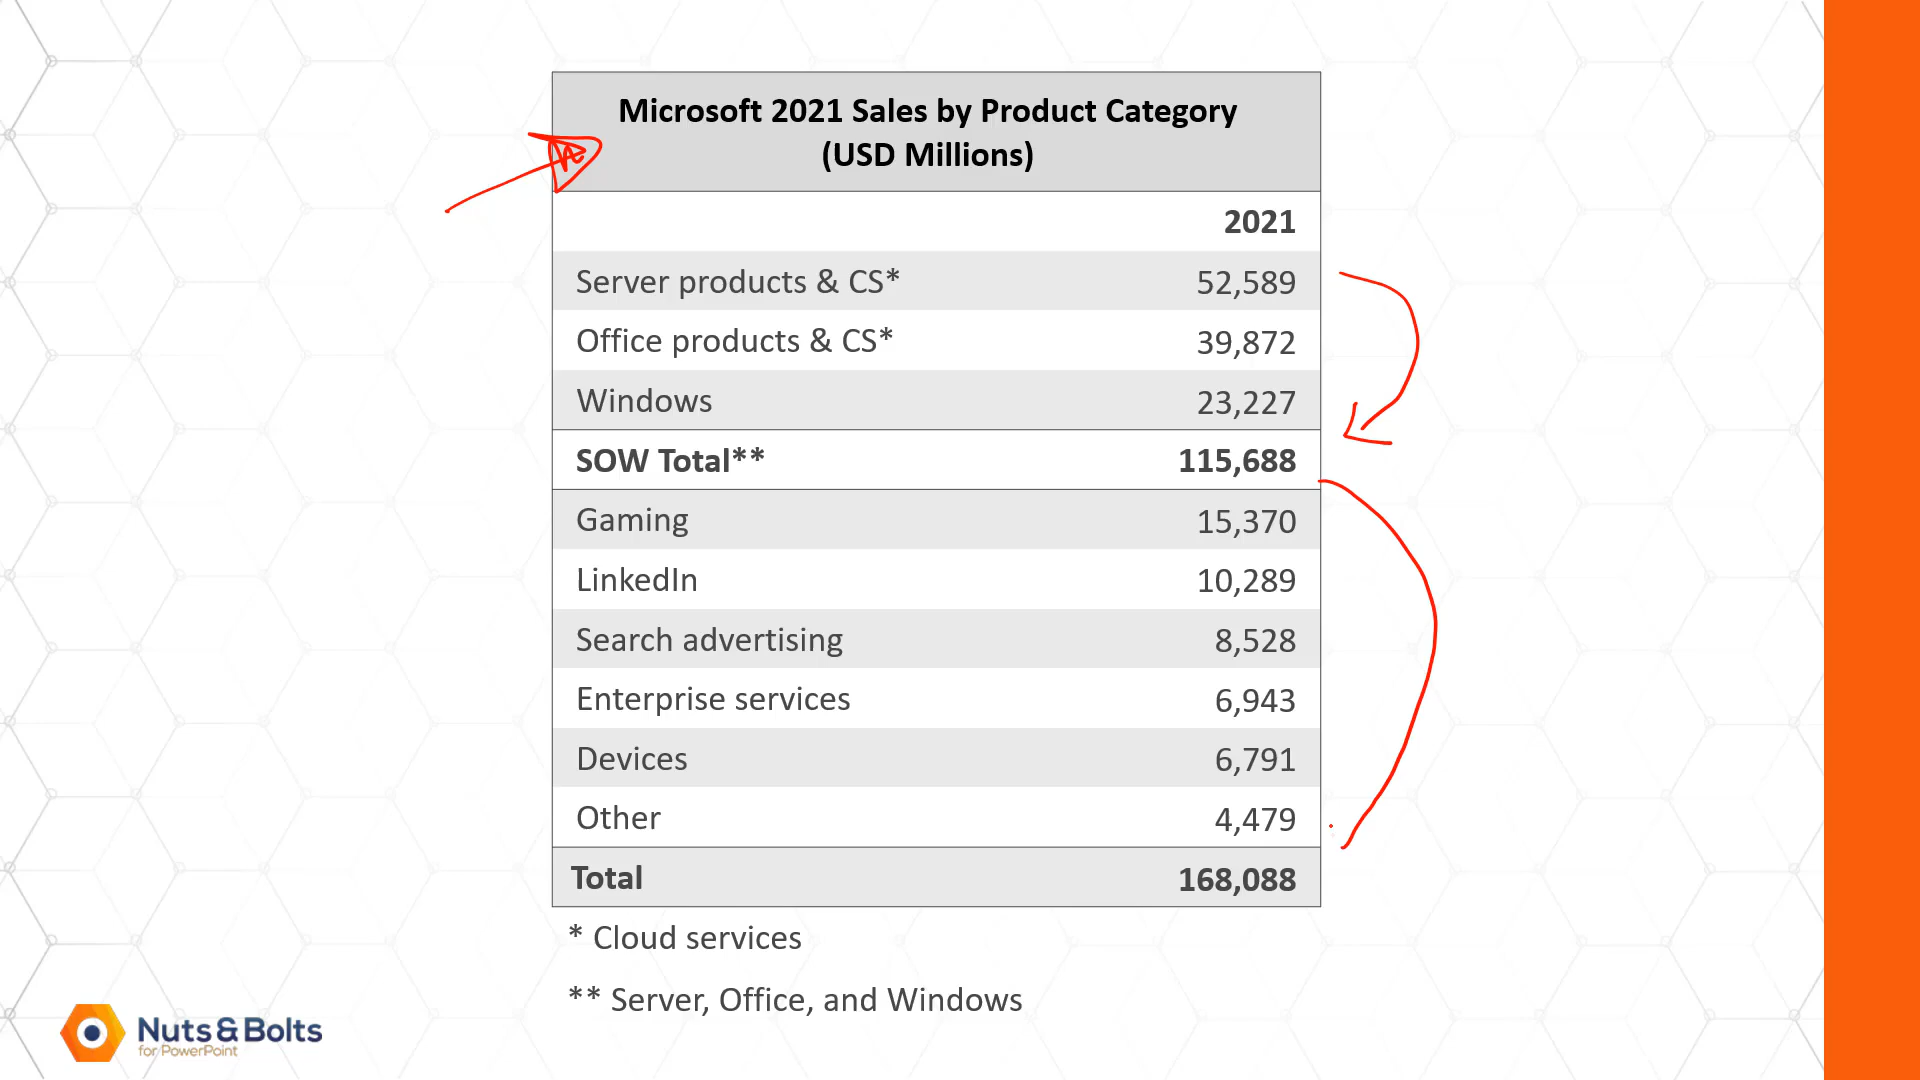 Microsoft 2021 Sales by Product Category
(USD Millions)
2021
Server products & CS* 52,589
Office products & CS* 39,872
Windows 23,227
SOW Total** 115,688
Gaming 15,370
LinkedIn 10,289
Search advertising 8,528
Enterprise services 6,943
Devices 6,791
Other 4,479
Total 168,088
* Cloud services
** Server, Office, and Windows
Nuts&Bolts
for PowerPoint